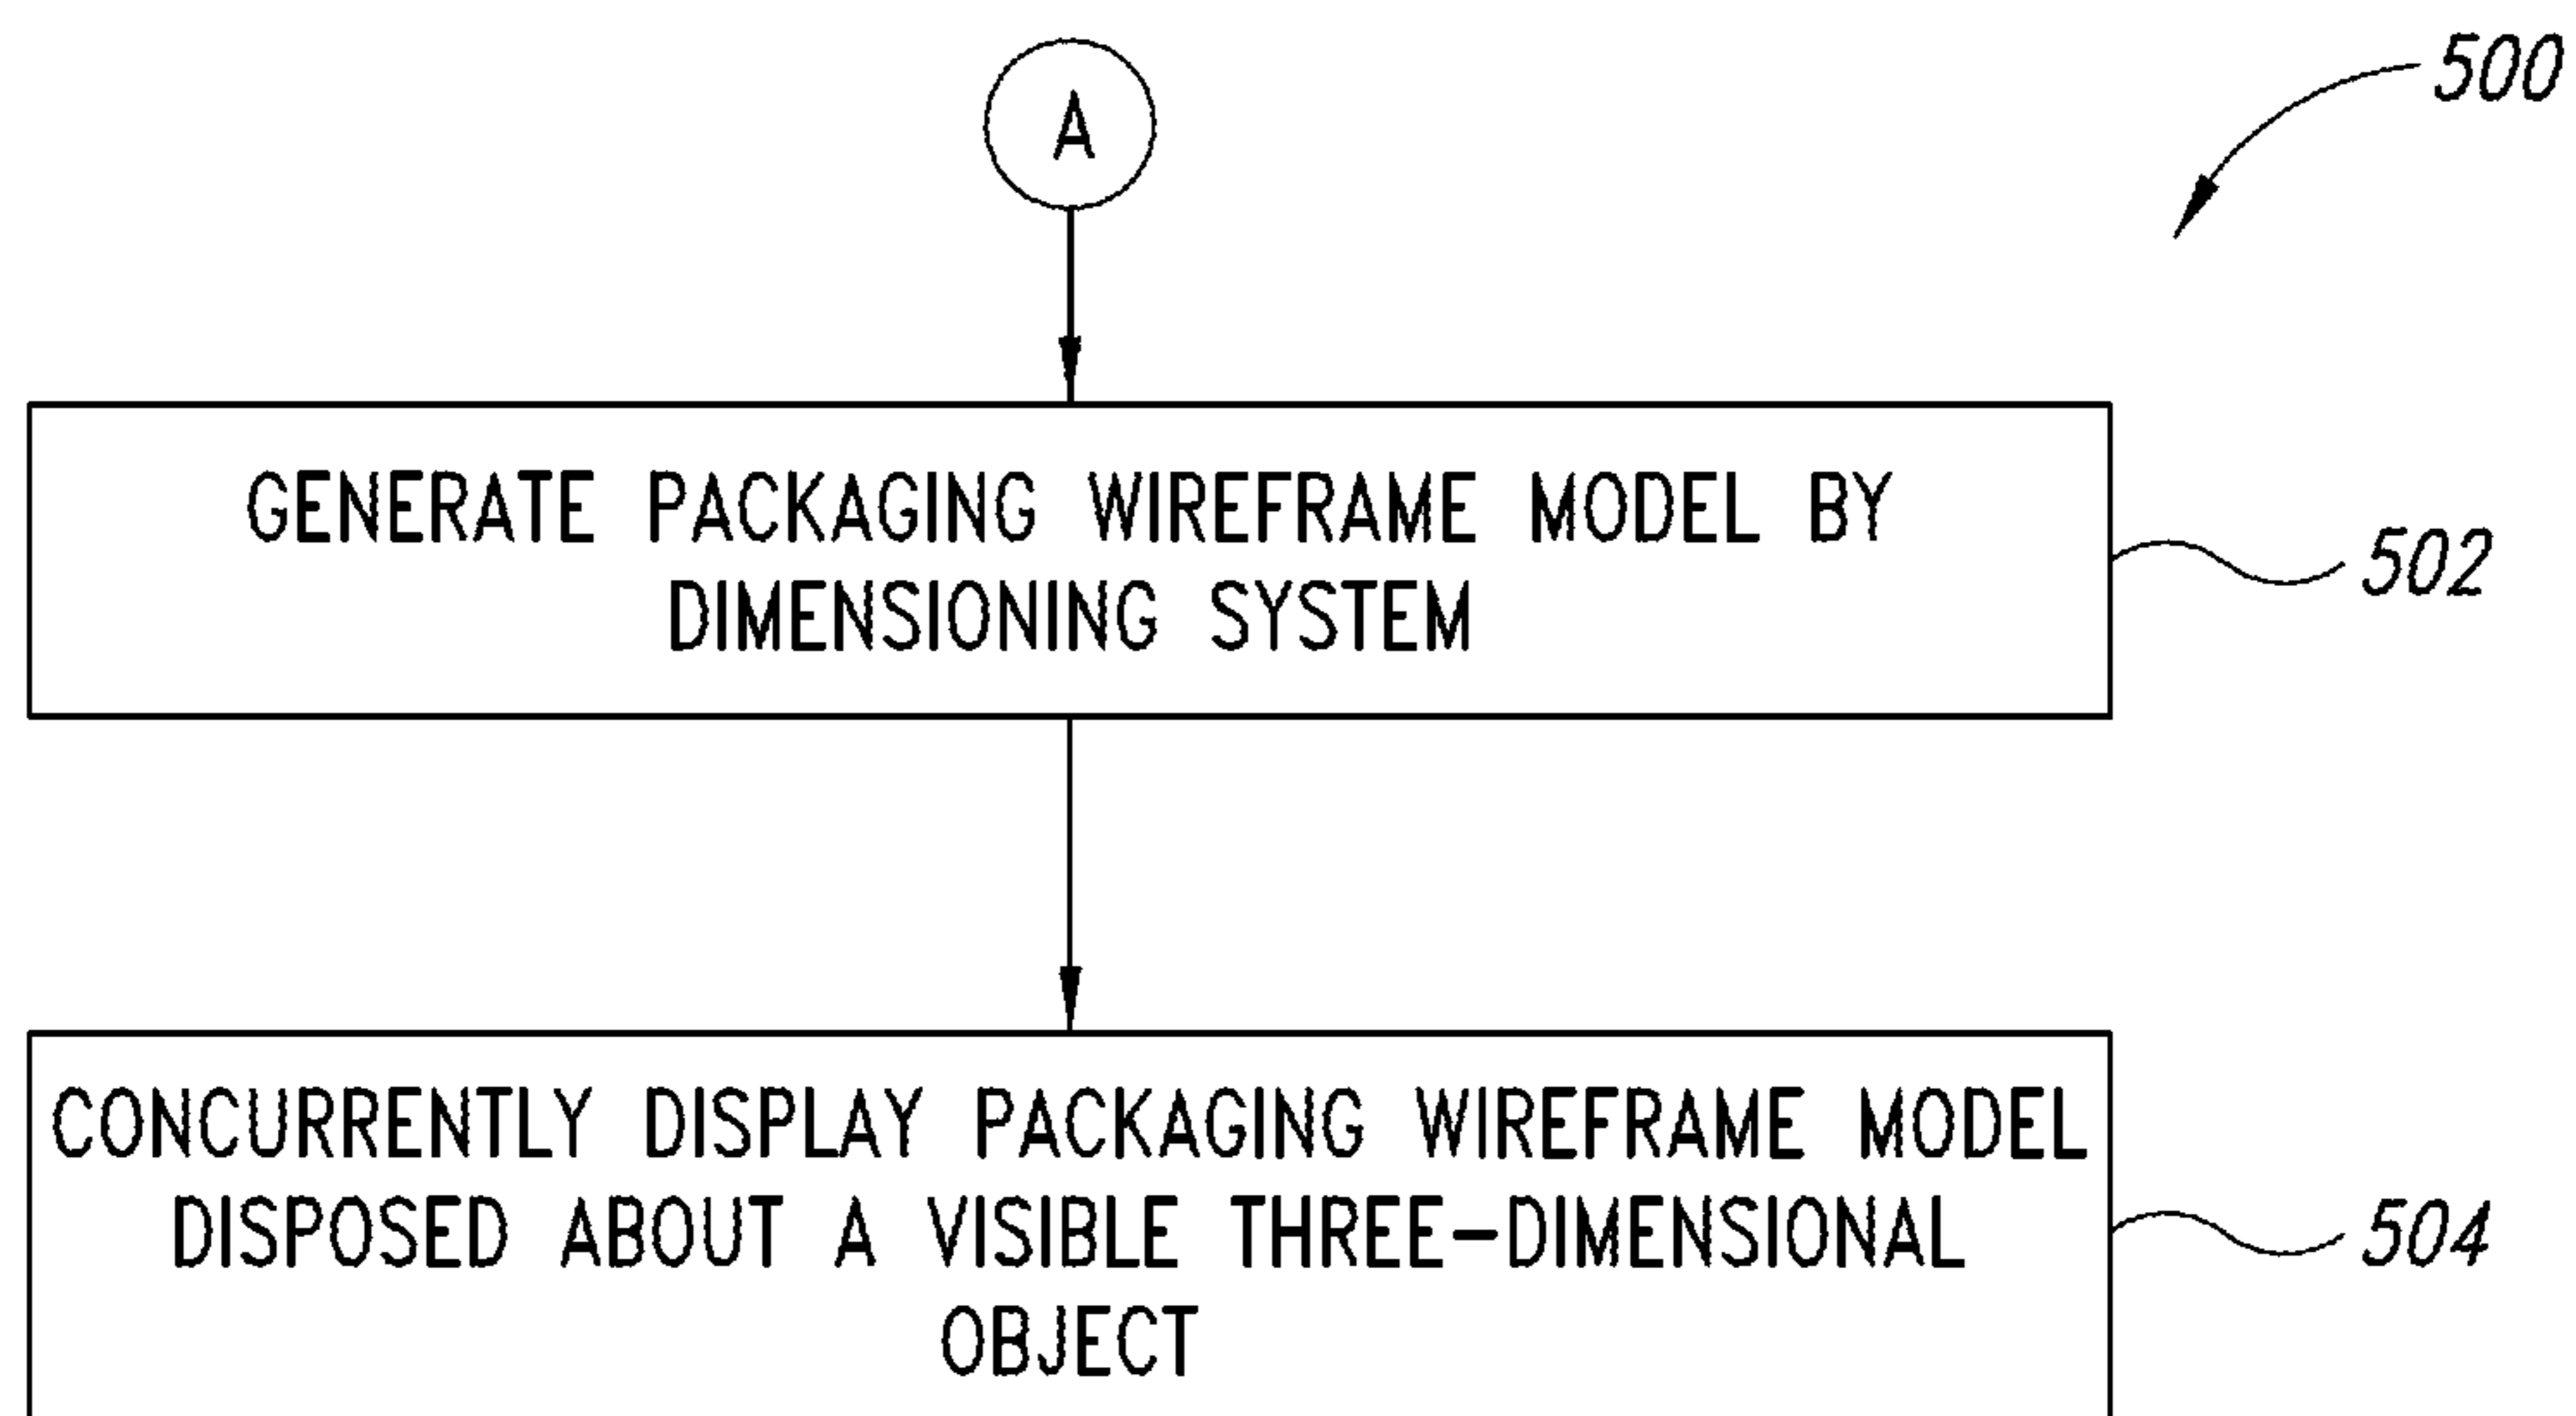 A
500
GENERATE PACKAGING WIREFRAME MODEL BY
DIMENSIONING SYSTEM
502
CONCURRENTLY DISPLAY PACKAGING WIREFRAME MODEL
DISPOSED ABOUT A VISIBLE THREE-DIMENSIONAL
OBJECT
504